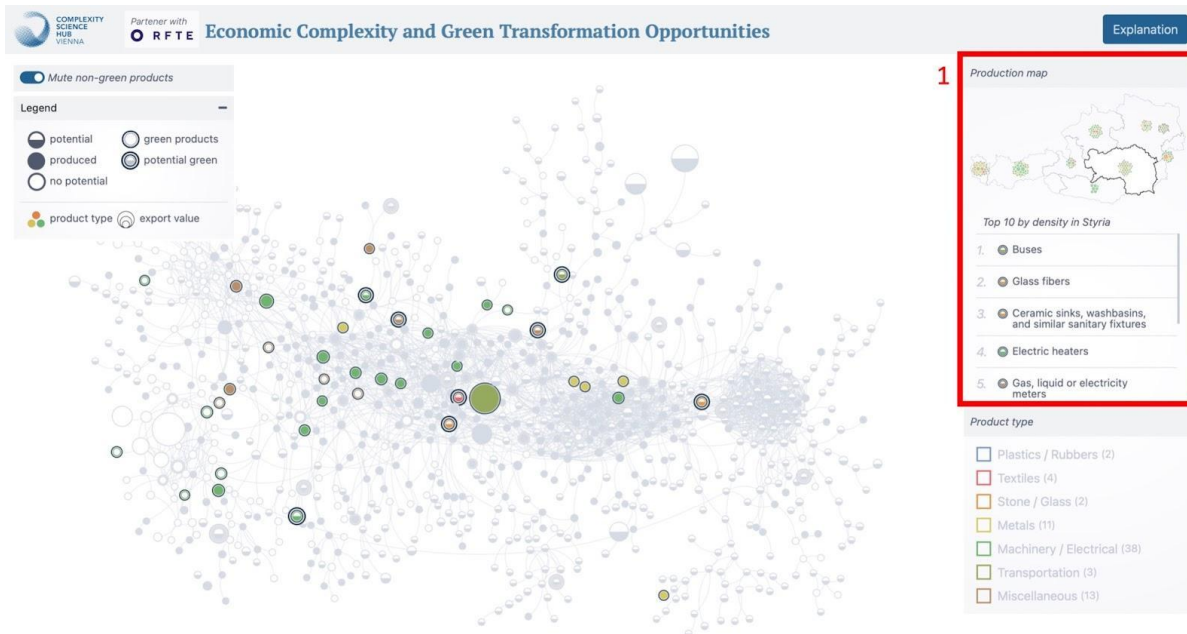 COMPLEXITY
SCIENCE
HUB
VIENNA
Partener with
RFTE
Economic Complexity and Green Transformation Opportunities
Explanation
Mute non-green products
Legend
potential
green products
produced
potential green
no potential
product type
export value
1
Production map
Top 10 by density in Styria
1. Buses
2. Glass fibers
3. Ceramic sinks, washbasins,
and similar sanitary fixtures
4. Electric heaters
5. Gas, liquid or electricity
meters
Product type
Plastics / Rubbers (2)
Textiles (4)
Stone / Glass (2)
Metals (11)
Machinery / Electrical (38)
Transportation (3)
Miscellaneous (13)